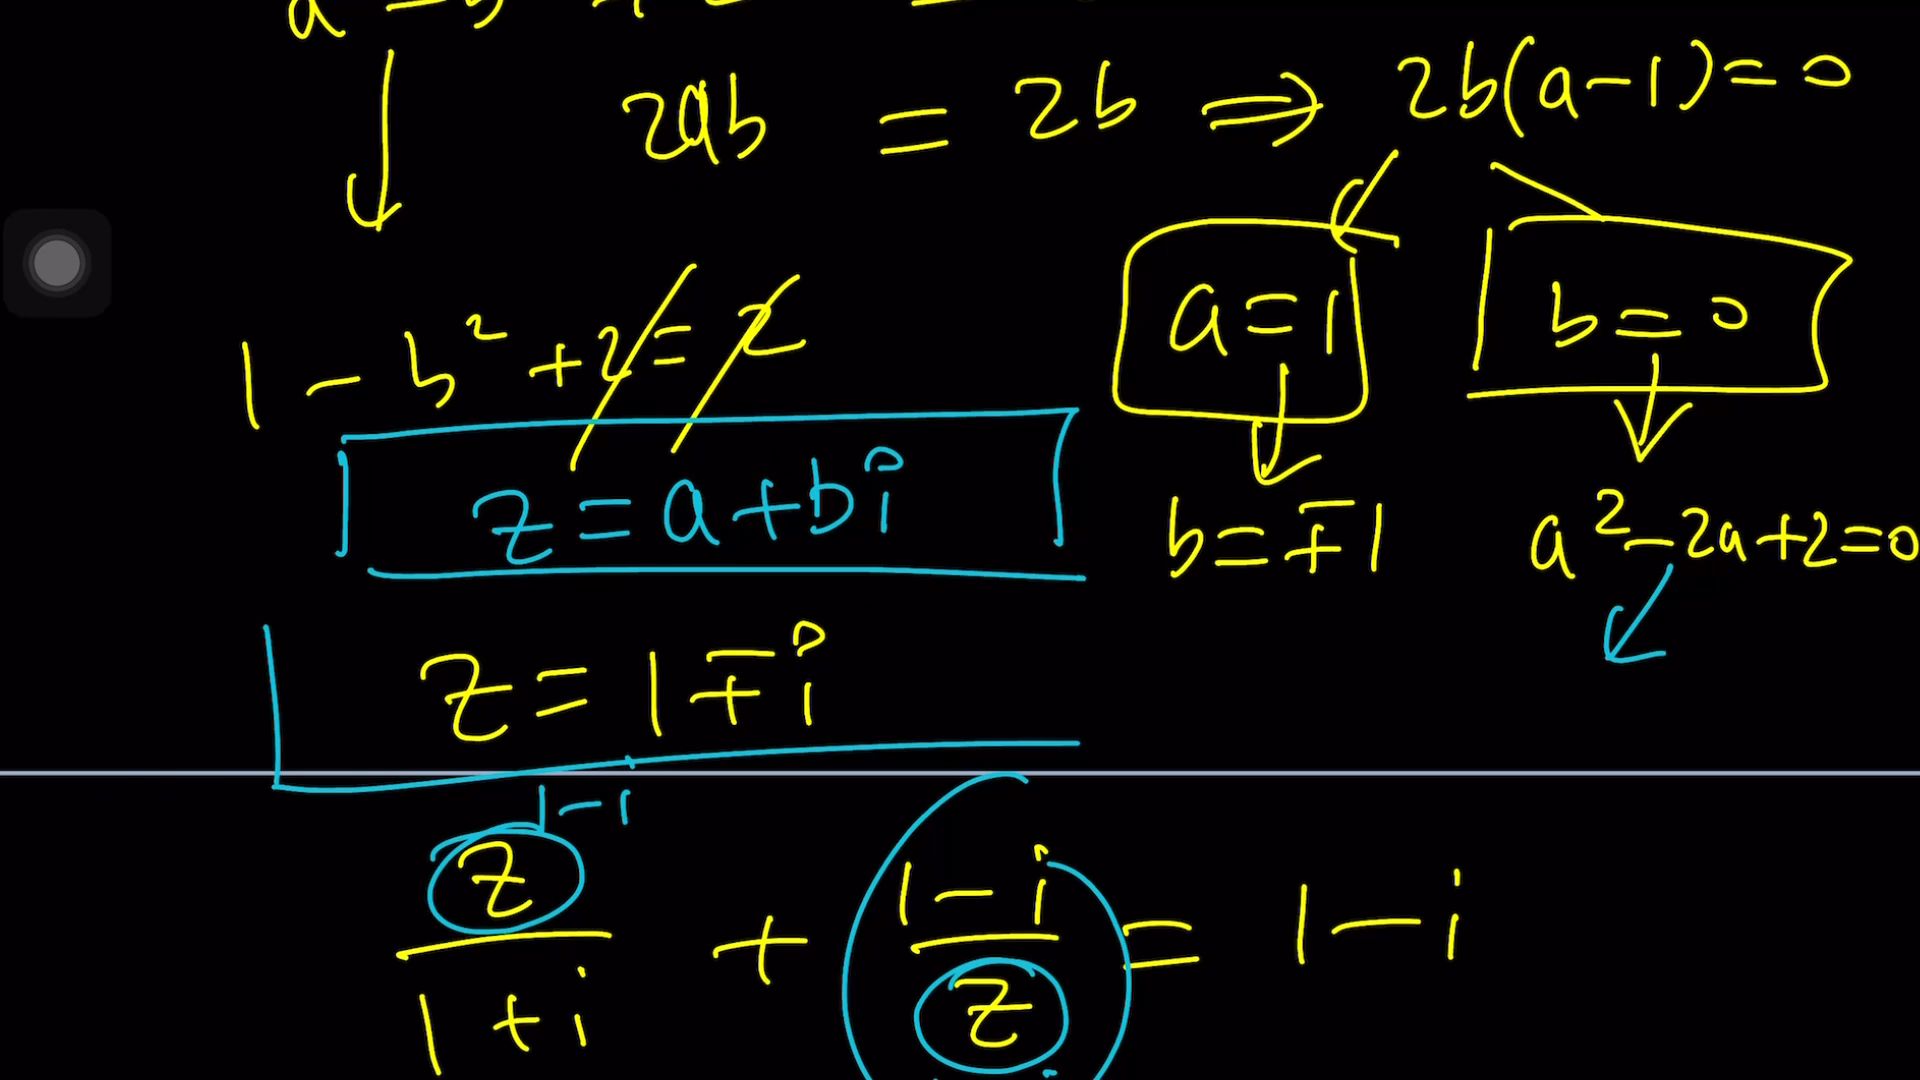 2ab = 2b ⇒ 2b(a-1)=0
1 - b² + 2 = 2
a=1
b=0
z = a+bi
b=∓1
a²-2a+2=0
z = 1∓i
1-i
z/(1+i) + (1-i)/z = 1-i